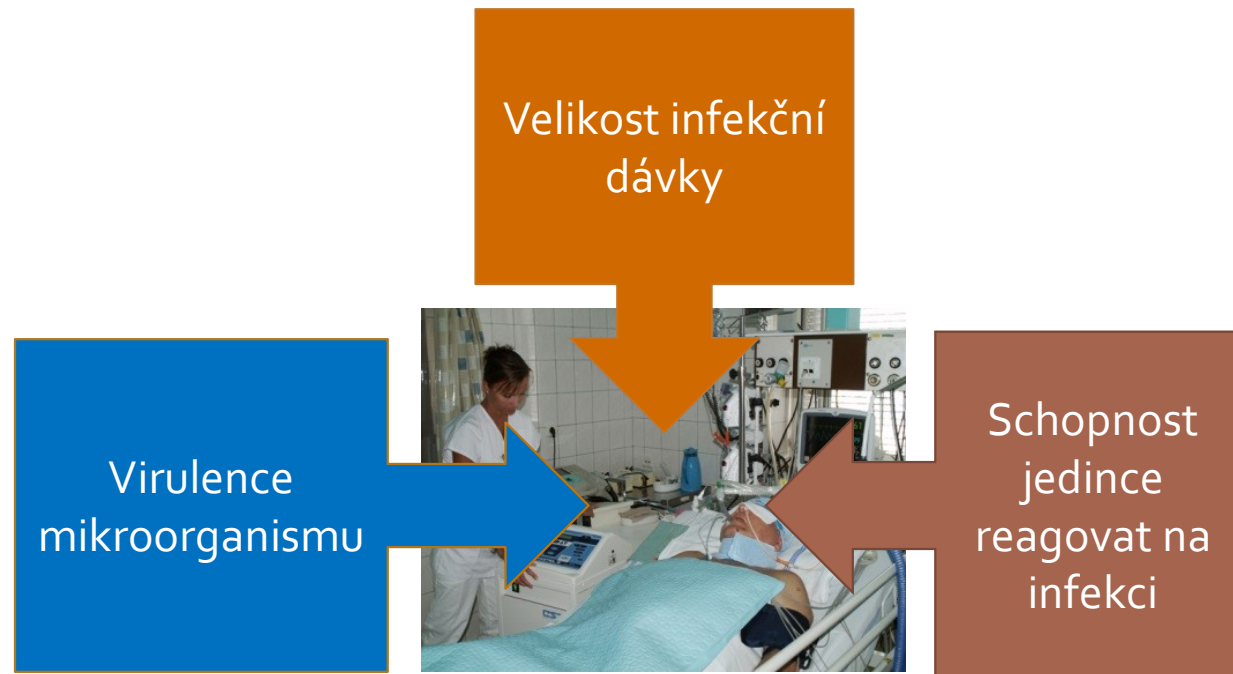 Velikost infekční
dávky
Virulence
mikroorganismu
Schopnost
jedince
reagovat na
infekci